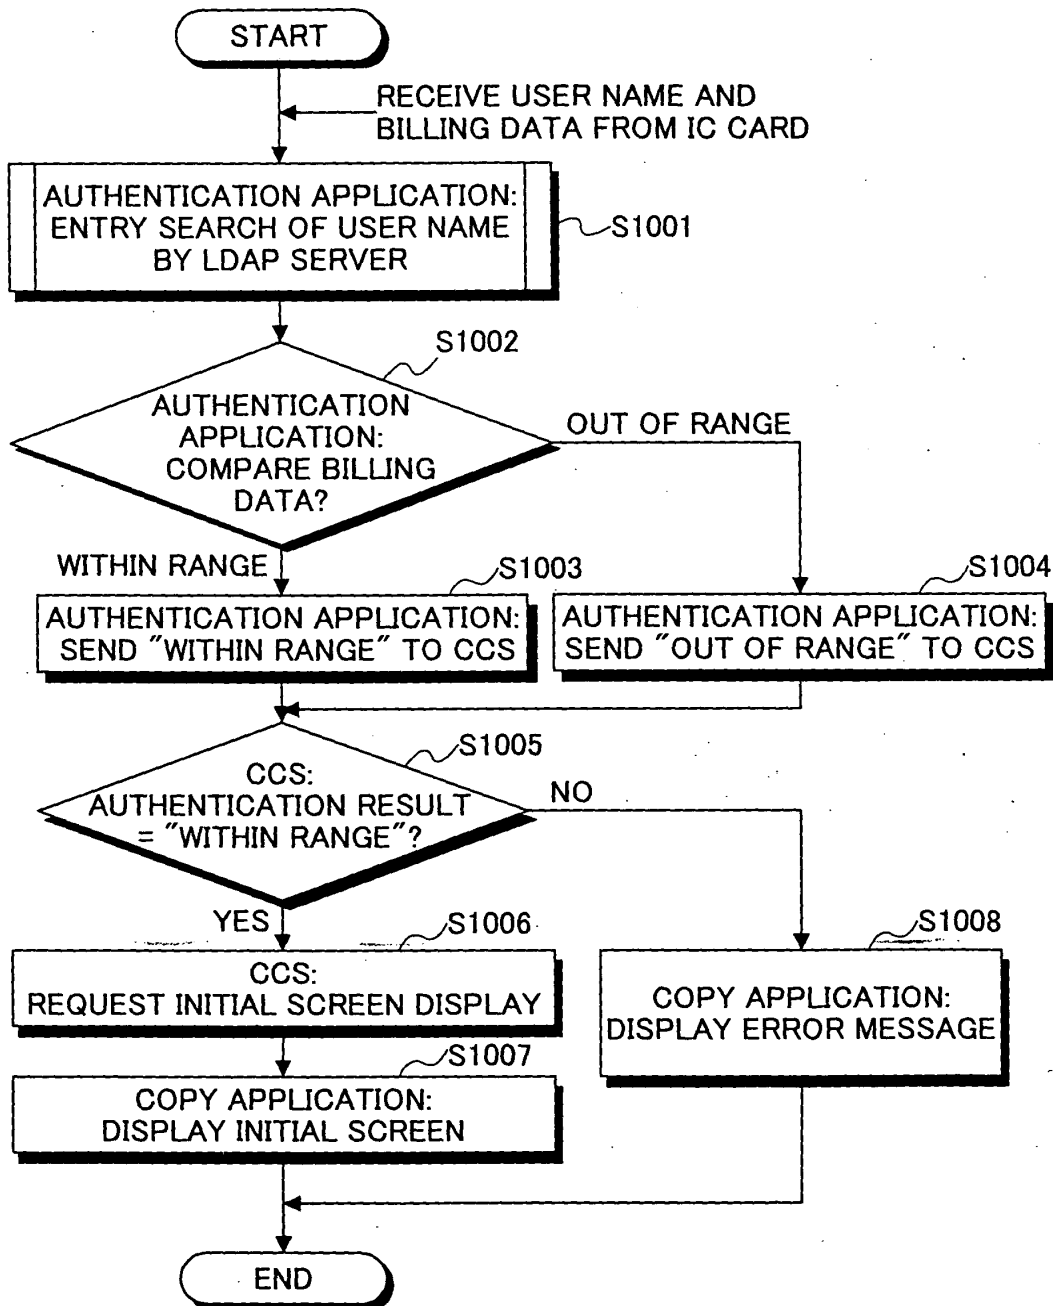 START
RECEIVE USER NAME AND
BILLING DATA FROM IC CARD
AUTHENTICATION APPLICATION:
ENTRY SEARCH OF USER NAME
BY LDAP SERVER
S1001
S1002
AUTHENTICATION
APPLICATION:
COMPARE BILLING
DATA?
OUT OF RANGE
WITHIN RANGE
S1003
AUTHENTICATION APPLICATION:
SEND "WITHIN RANGE" TO CCS
S1004
AUTHENTICATION APPLICATION:
SEND "OUT OF RANGE" TO CCS
S1005
CCS:
AUTHENTICATION RESULT
= "WITHIN RANGE"?
NO
YES
S1006
CCS:
REQUEST INITIAL SCREEN DISPLAY
S1008
COPY APPLICATION:
DISPLAY ERROR MESSAGE
S1007
COPY APPLICATION:
DISPLAY INITIAL SCREEN
END